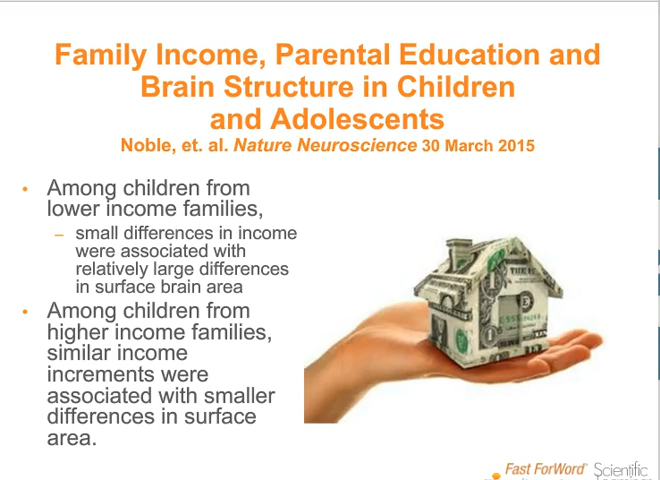 Family Income, Parental Education and
Brain Structure in Children
and Adolescents
Noble, et. al. Nature Neuroscience 30 March 2015
• Among children from
lower income families,
– small differences in income
were associated with
relatively large differences
in surface brain area
• Among children from
higher income families,
similar income
increments were
associated with smaller
differences in surface
area.
Fast ForWord Scientific